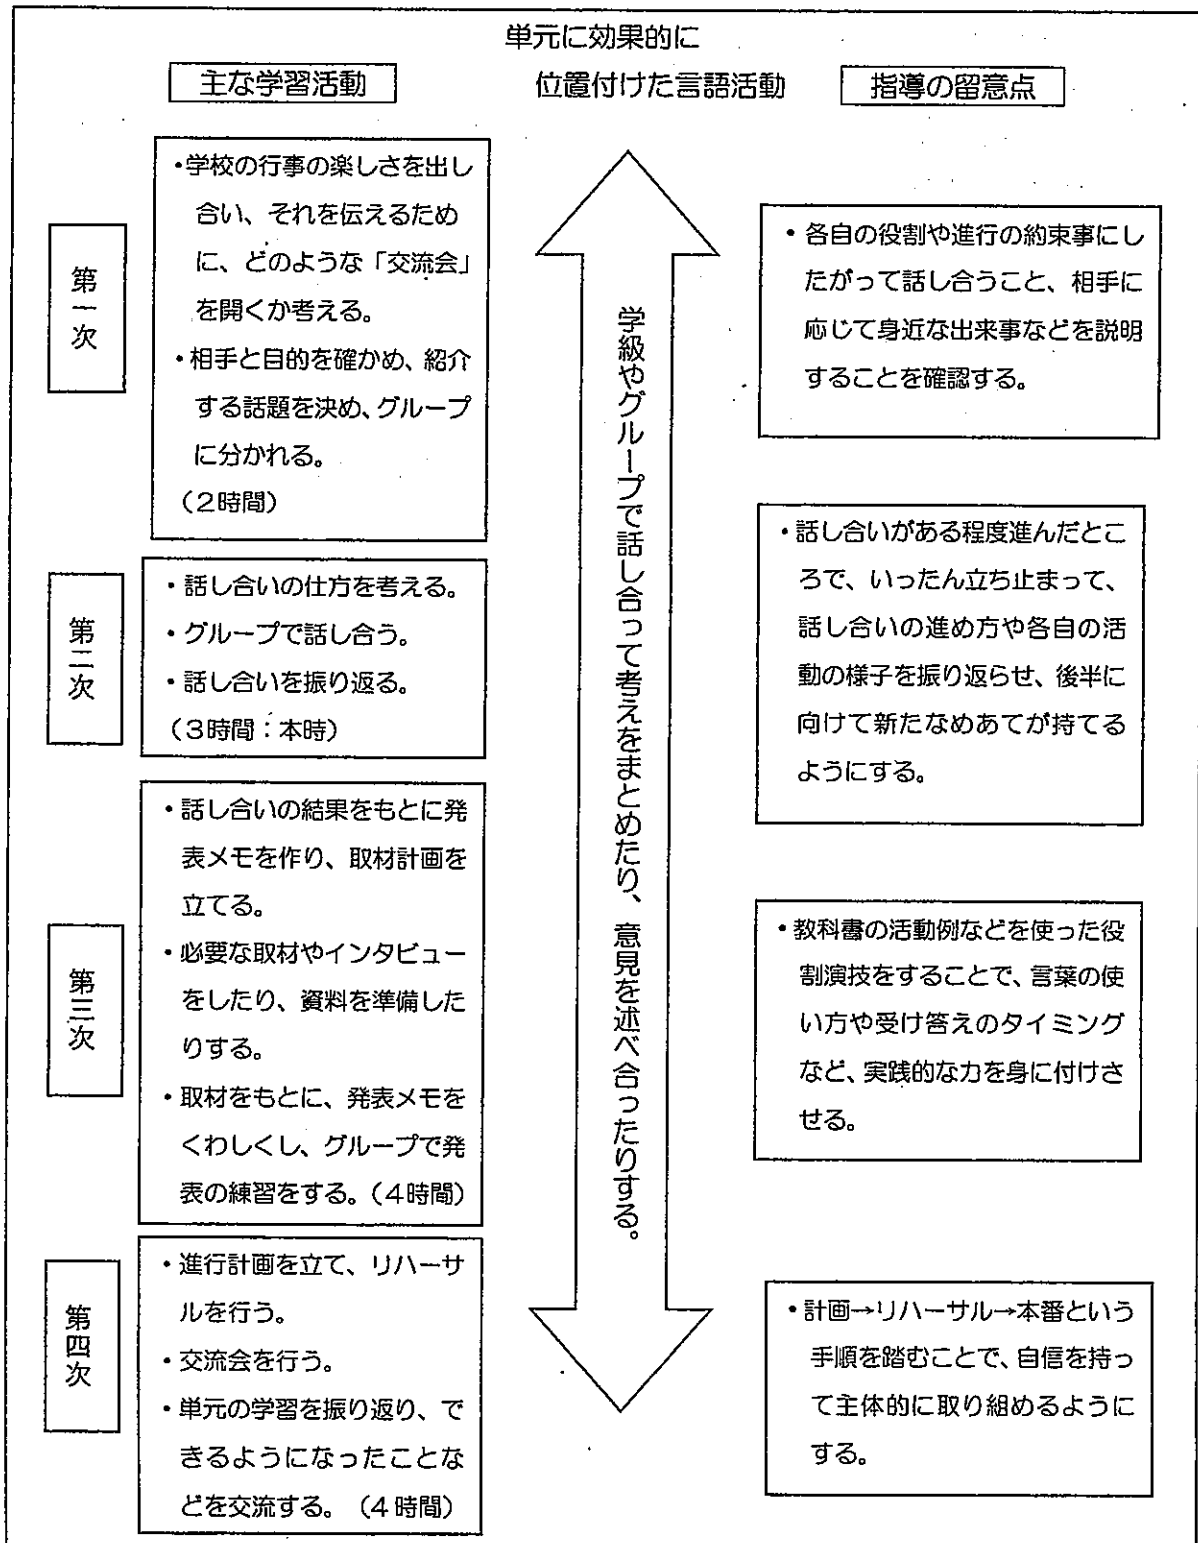 単元に効果的に
位置付けた言語活動
主な学習活動
指導の留意点
第一次
・学校の行事の楽しさを出し
合い、それを伝えるため
に、どのような「交流会」
を開くか考える。
・相手と目的を確かめ、紹介
する話題を決め、グループ
に分かれる。
（２時間）
・各自の役割や進行の約束事にし
たがって話し合うこと、相手に
応じて身近な出来事などを説明
することを確認する。
学級やグループで話し合って考えをまとめたり、意見を述べ合ったりする。
第二次
・話し合いの仕方を考える。
・グループで話し合う。
・話し合いを振り返る。
（３時間：本時）
・話し合いがある程度進んだとこ
ろで、いったん立ち止まって、
話し合いの進め方や各自の活
動の様子を振り返らせ、後半に
向けて新たなめあてが持てる
ようにする。
第三次
・話し合いの結果をもとに発
表メモを作り、取材計画を
立てる。
・必要な取材やインタビュー
をしたり、資料を準備した
りする。
・取材をもとに、発表メモを
くわしくし、グループで発
表の練習をする。（４時間）
・教科書の活動例などを使った役
割演技をすることで、言葉の使
い方や受け答えのタイミング
など、実践的な力を身に付けさ
せる。
第四次
・進行計画を立て、リハーサ
ルを行う。
・交流会を行う。
・単元の学習を振り返り、で
きるようになったことな
どを交流する。（４時間）
・計画→リハーサル→本番という
手順を踏むことで、自信を持っ
て主体的に取り組めるように
する。